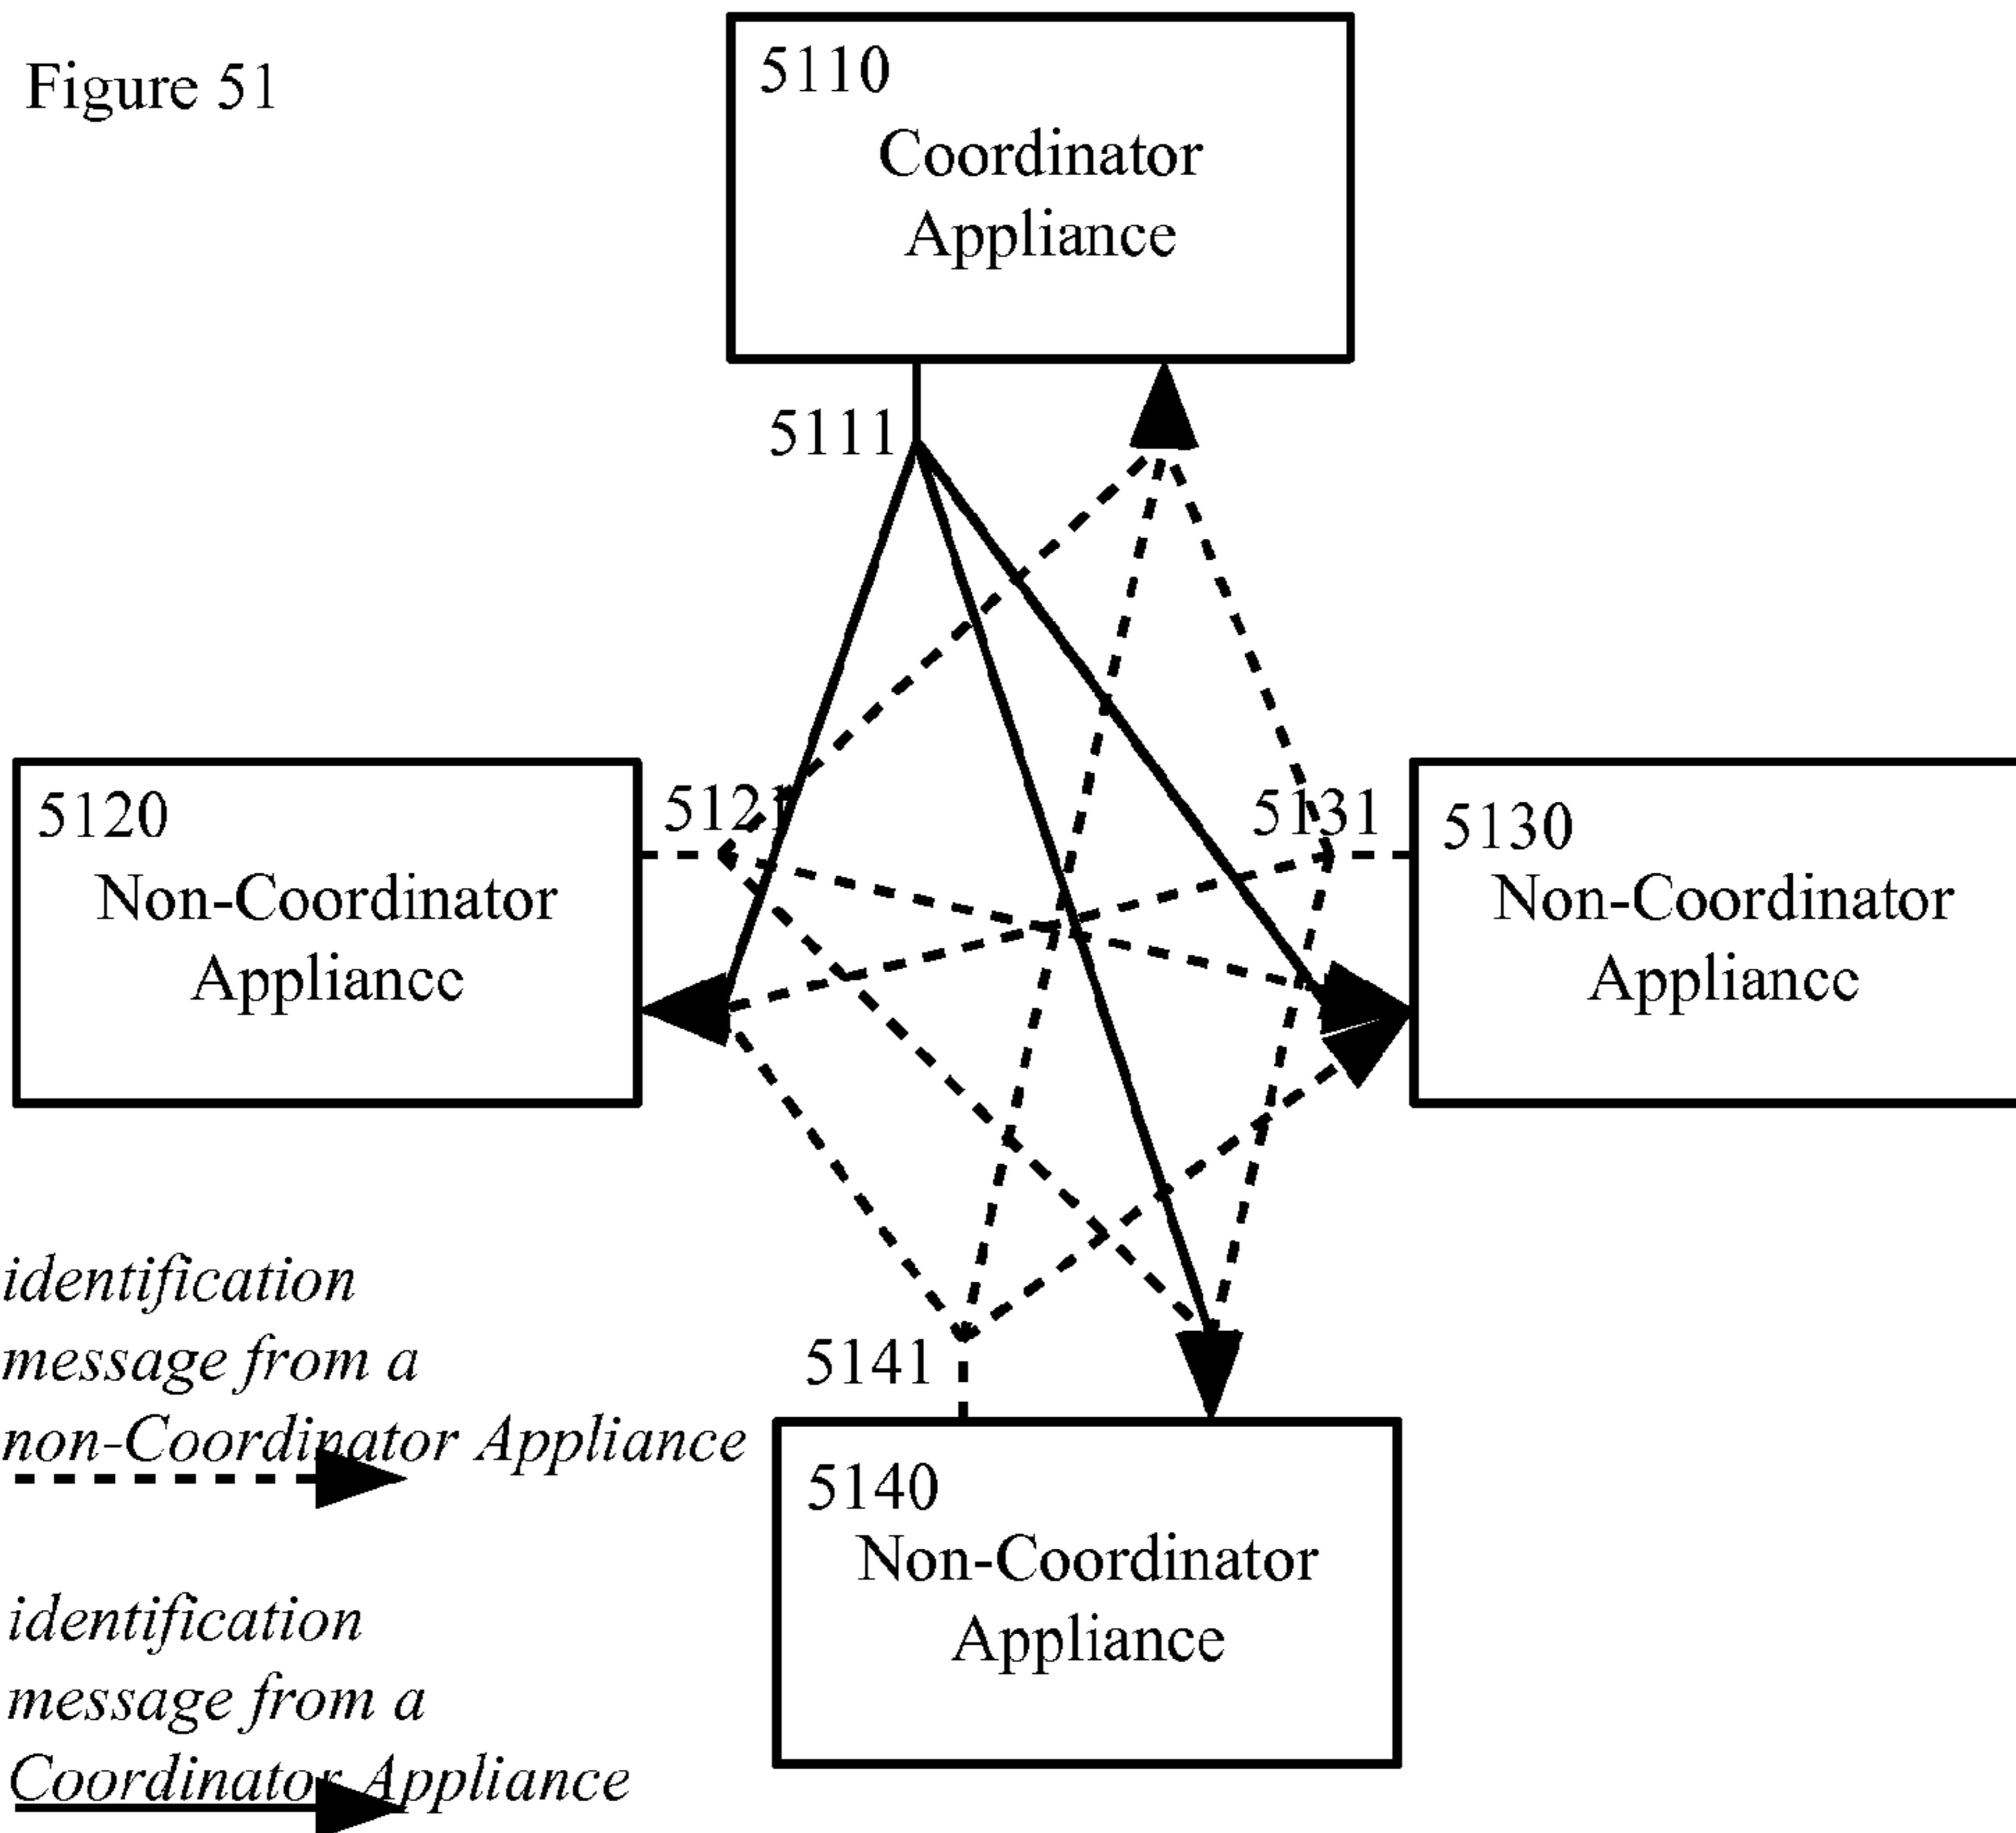 Figure 51
5110
Coordinator
Appliance
5111
5120
Non-Coordinator
Appliance
5121
5131
5130
Non-Coordinator
Appliance
identification
message from a
non-Coordinator Appliance
5141
5140
Non-Coordinator
Appliance
identification
message from a
Coordinator Appliance